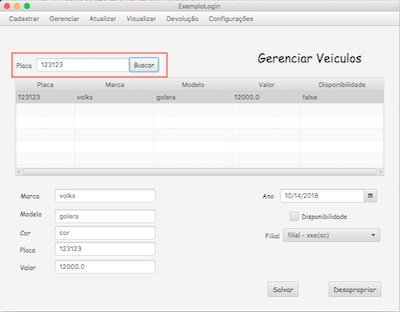 ExemploLogin
Cadastrar Gerenciar Atualizar Visualizar Devolução Configurações
Gerenciar Veiculos
Placa 123123 Buscar
Placa Marca Modelo Valor Disponibilidade
123123 volks golera 12000.0 false
Marca volks
Ano 10/14/2018
Modelo golera
Disponibilidade
Cor cor
Filial filial - xxe(sc)
Placa 123123
Valor 12000.0
Salvar Desapropriar